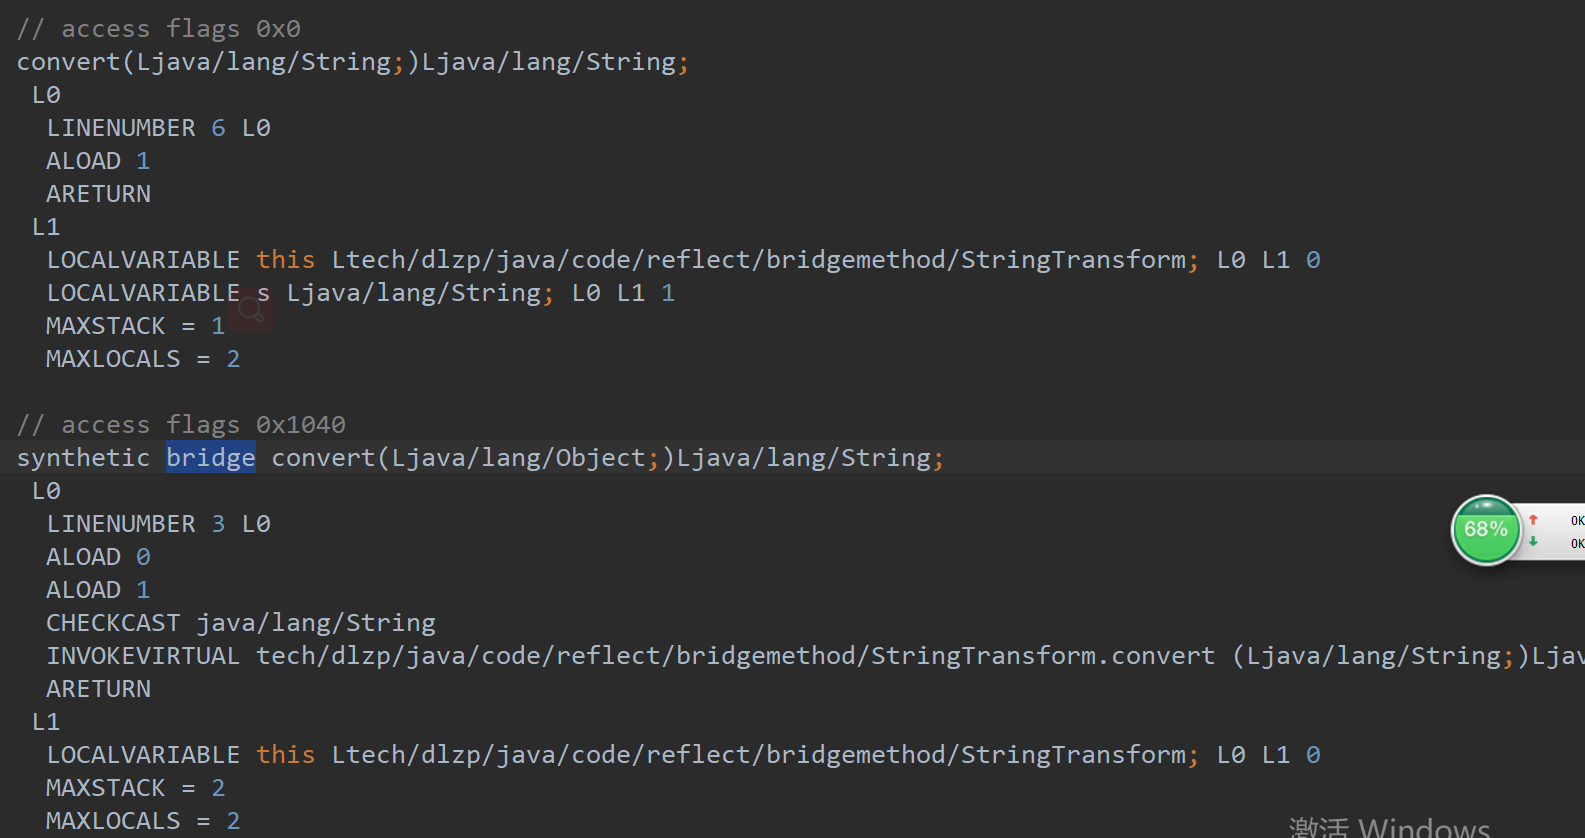 // access flags 0x0
convert(Ljava/lang/String;)Ljava/lang/String;
L0
LINENUMBER 6 L0
ALOAD 1
ARETURN
L1
LOCALVARIABLE this Ltech/dlzp/java/code/reflect/bridgemethod/StringTransform; L0 L1 0
LOCALVARIABLE s Ljava/lang/String; L0 L1 1
MAXSTACK = 1
MAXLOCALS = 2
// access flags 0x1040
synthetic bridge convert(Ljava/lang/Object;)Ljava/lang/String;
L0
LINENUMBER 3 L0
68%
0K
0K
ALOAD 0
ALOAD 1
CHECKCAST java/lang/String
INVOKEVIRTUAL tech/dlzp/java/code/reflect/bridgemethod/StringTransform.convert (Ljava/lang/String;)Ljav
ARETURN
L1
LOCALVARIABLE this Ltech/dlzp/java/code/reflect/bridgemethod/StringTransform; L0 L1 0
MAXSTACK = 2
MAXLOCALS = 2
激活 Windows